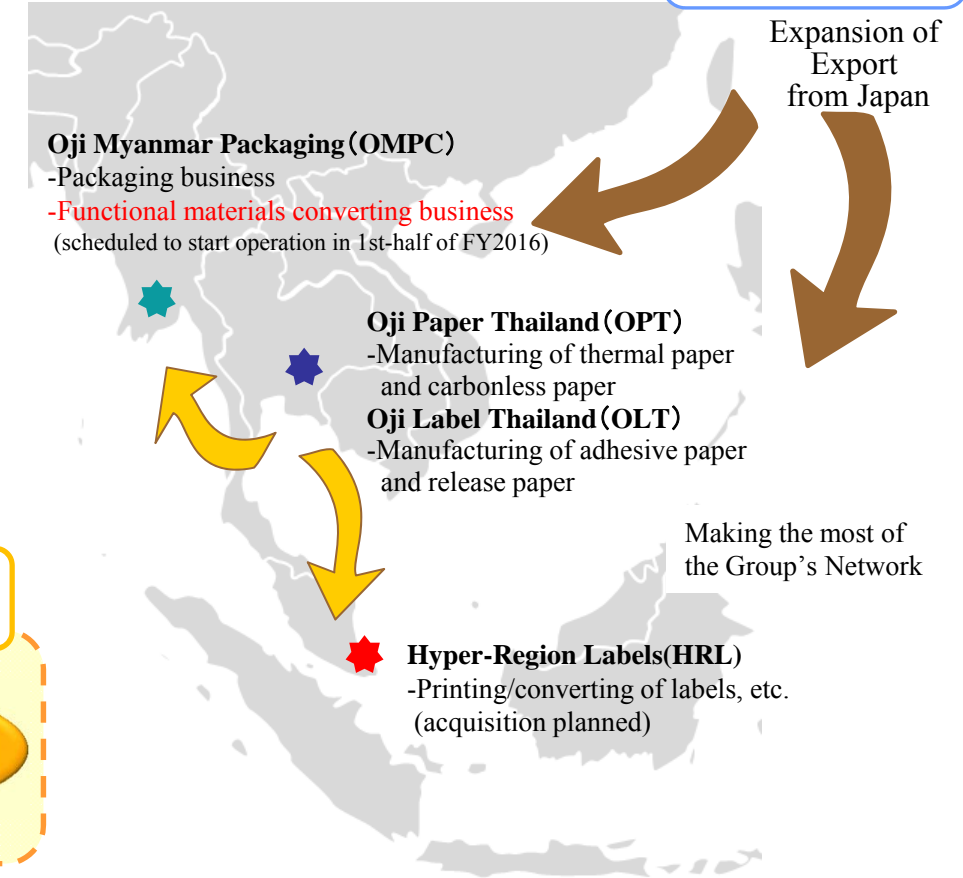 Expansion of
Export
from Japan
Oji Myanmar Packaging（OMPC）
-Packaging business
-Functional materials converting business
(scheduled to start operation in 1st-half of FY2016)
Oji Paper Thailand（OPT）
-Manufacturing of thermal paper
and carbonless paper
Oji Label Thailand（OLT）
-Manufacturing of adhesive paper
and release paper
Making the most of
the Group’s Network
Hyper-Region Labels(HRL)
-Printing/converting of labels, etc.
(acquisition planned)